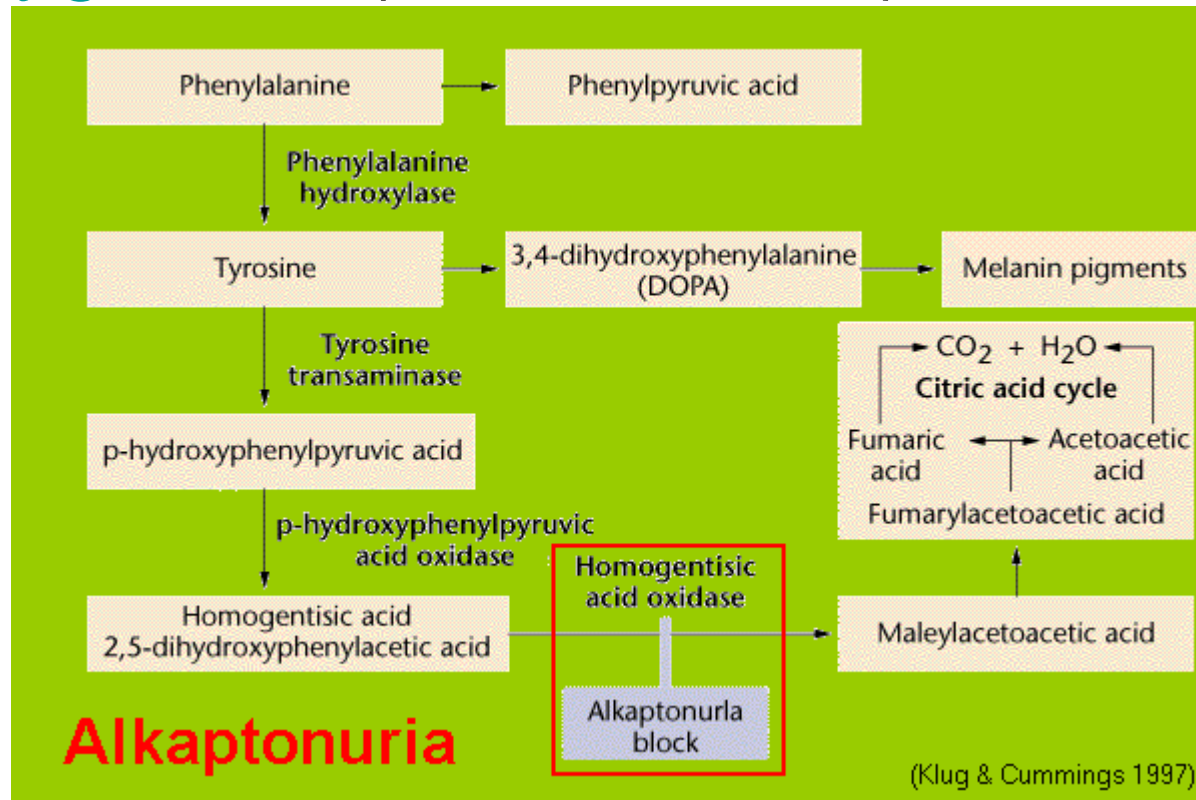 Phenylalanine
Phenylpyruvic acid
Phenylalanine
hydroxylase
Tyrosine
3,4-dihydroxyphenylalanine
(DOPA)
Melanin pigments
Tyrosine
transaminase
CO₂ + H₂O
Citric acid cycle
Fumaric
acid
Acetoacetic
acid
Fumarylacetoacetic acid
p-hydroxyphenylpyruvic acid
p-hydroxyphenylpyruvic
acid oxidase
Homogentisic
acid oxidase
Homogentisic acid
2,5-dihydroxyphenylacetic acid
Maleylacetoacetic acid
Alkaptonurla
block
Alkaptonuria
(Klug & Cummings 1997)